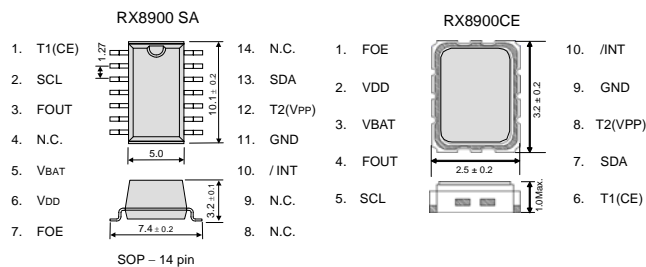 RX8900 SA
1. T1(CE)
2. SCL
3. FOUT
4. N.C.
5. VBAT
6. VDD
7. FOE
1.27
10.1 ± 0.2
5.0
3.2 ± 0.1
7.4 ± 0.2
14. N.C.
13. SDA
12. T2(VPP)
11. GND
10. / INT
9. N.C.
8. N.C.
SOP − 14 pin
RX8900CE
1. FOE
2. VDD
3. VBAT
4. FOUT
5. SCL
3.2 ± 0.2
2.5 ± 0.2
1.0Max.
10. /INT
9. GND
8. T2(VPP)
7. SDA
6. T1(CE)